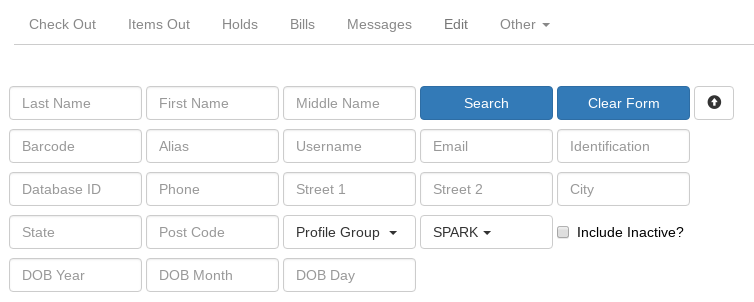 Check Out Items Out Holds Bills Messages Edit Other
Last Name First Name Middle Name Search Clear Form
Barcode Alias Username Email Identification
Database ID Phone Street 1 Street 2 City
State Post Code Profile Group SPARK Include Inactive?
DOB Year DOB Month DOB Day